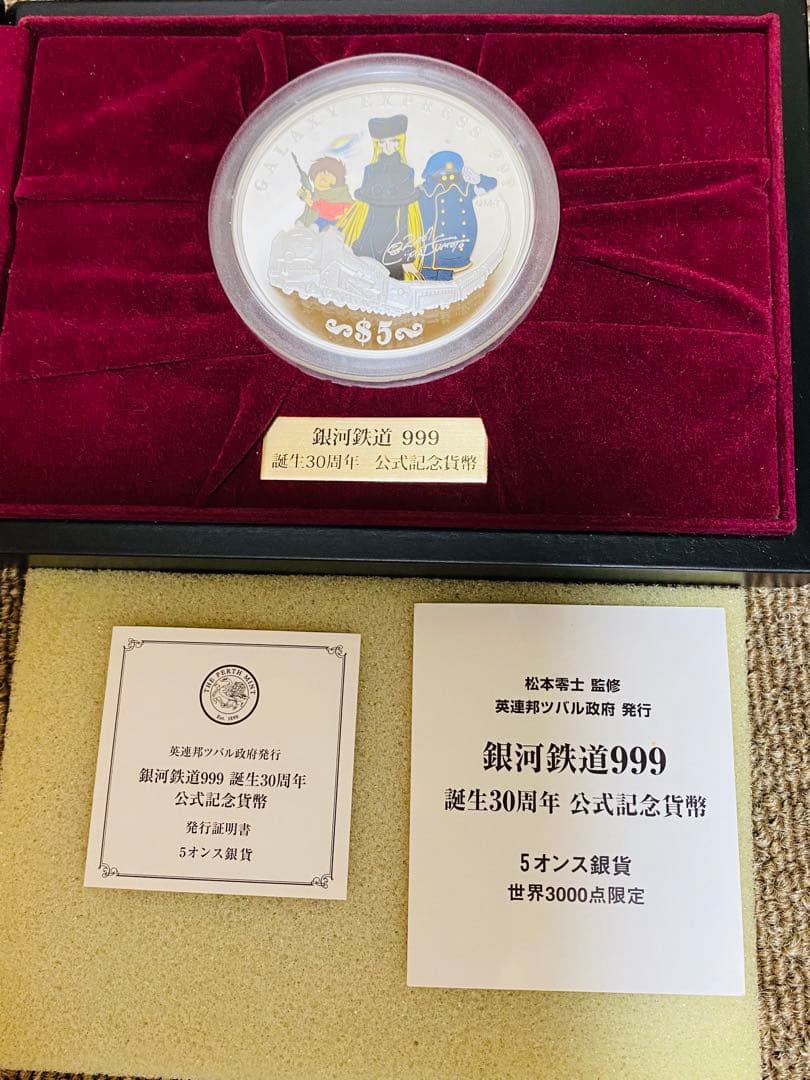 GALAXY EXPRESS 999
$5
銀河鉄道 999
誕生30周年 公式記念貨幣
THE PERTH MINT
Est. 1899
英連邦ツバル政府発行
銀河鉄道999 誕生30周年
公式記念貨幣
発行証明書
5オンス銀貨
松本零士 監修
英連邦ツバル政府 発行
銀河鉄道999
誕生30周年 公式記念貨幣
5オンス銀貨
世界3000点限定